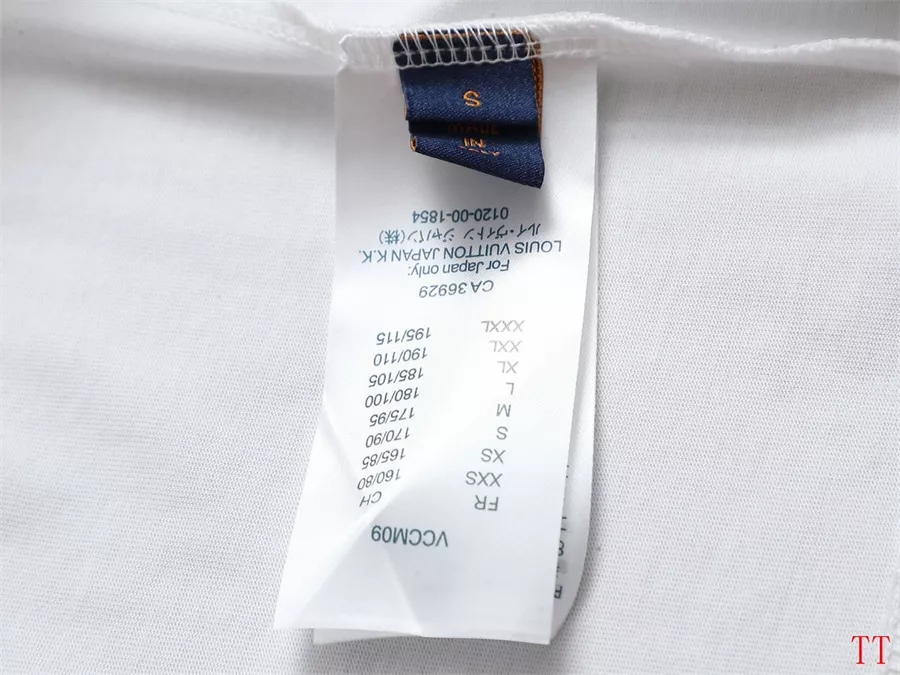 VCCM09
FR CH
XXS 160/80
XS 165/85
S 170/90
M 175/95
L 180/100
XL 185/105
XXL 190/110
XXXL 195/115
CA 36929
For Japan only:
LOUIS VUITTON JAPAN K.K.
ルイ・ヴィトン ジャパン(株)
0120-00-1854
S
TT